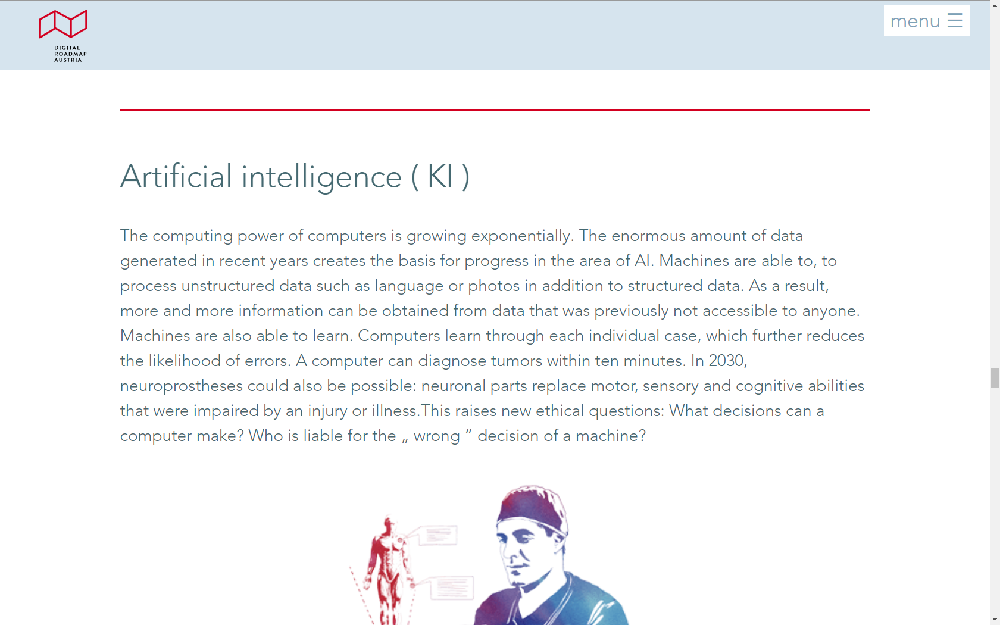 DIGITAL
ROADMAP
AUSTRIA
menu
Artificial intelligence ( KI )
The computing power of computers is growing exponentially. The enormous amount of data
generated in recent years creates the basis for progress in the area of AI. Machines are able to, to
process unstructured data such as language or photos in addition to structured data. As a result,
more and more information can be obtained from data that was previously not accessible to anyone.
Machines are also able to learn. Computers learn through each individual case, which further reduces
the likelihood of errors. A computer can diagnose tumors within ten minutes. In 2030,
neuroprostheses could also be possible: neuronal parts replace motor, sensory and cognitive abilities
that were impaired by an injury or illness.This raises new ethical questions: What decisions can a
computer make? Who is liable for the „ wrong “ decision of a machine?